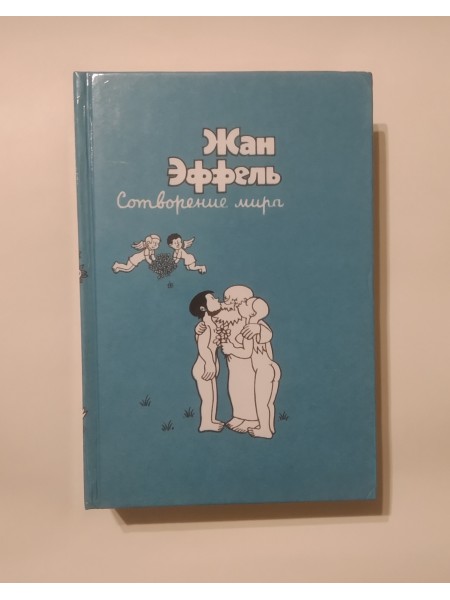 Жан
Эффель
Сотворение мира